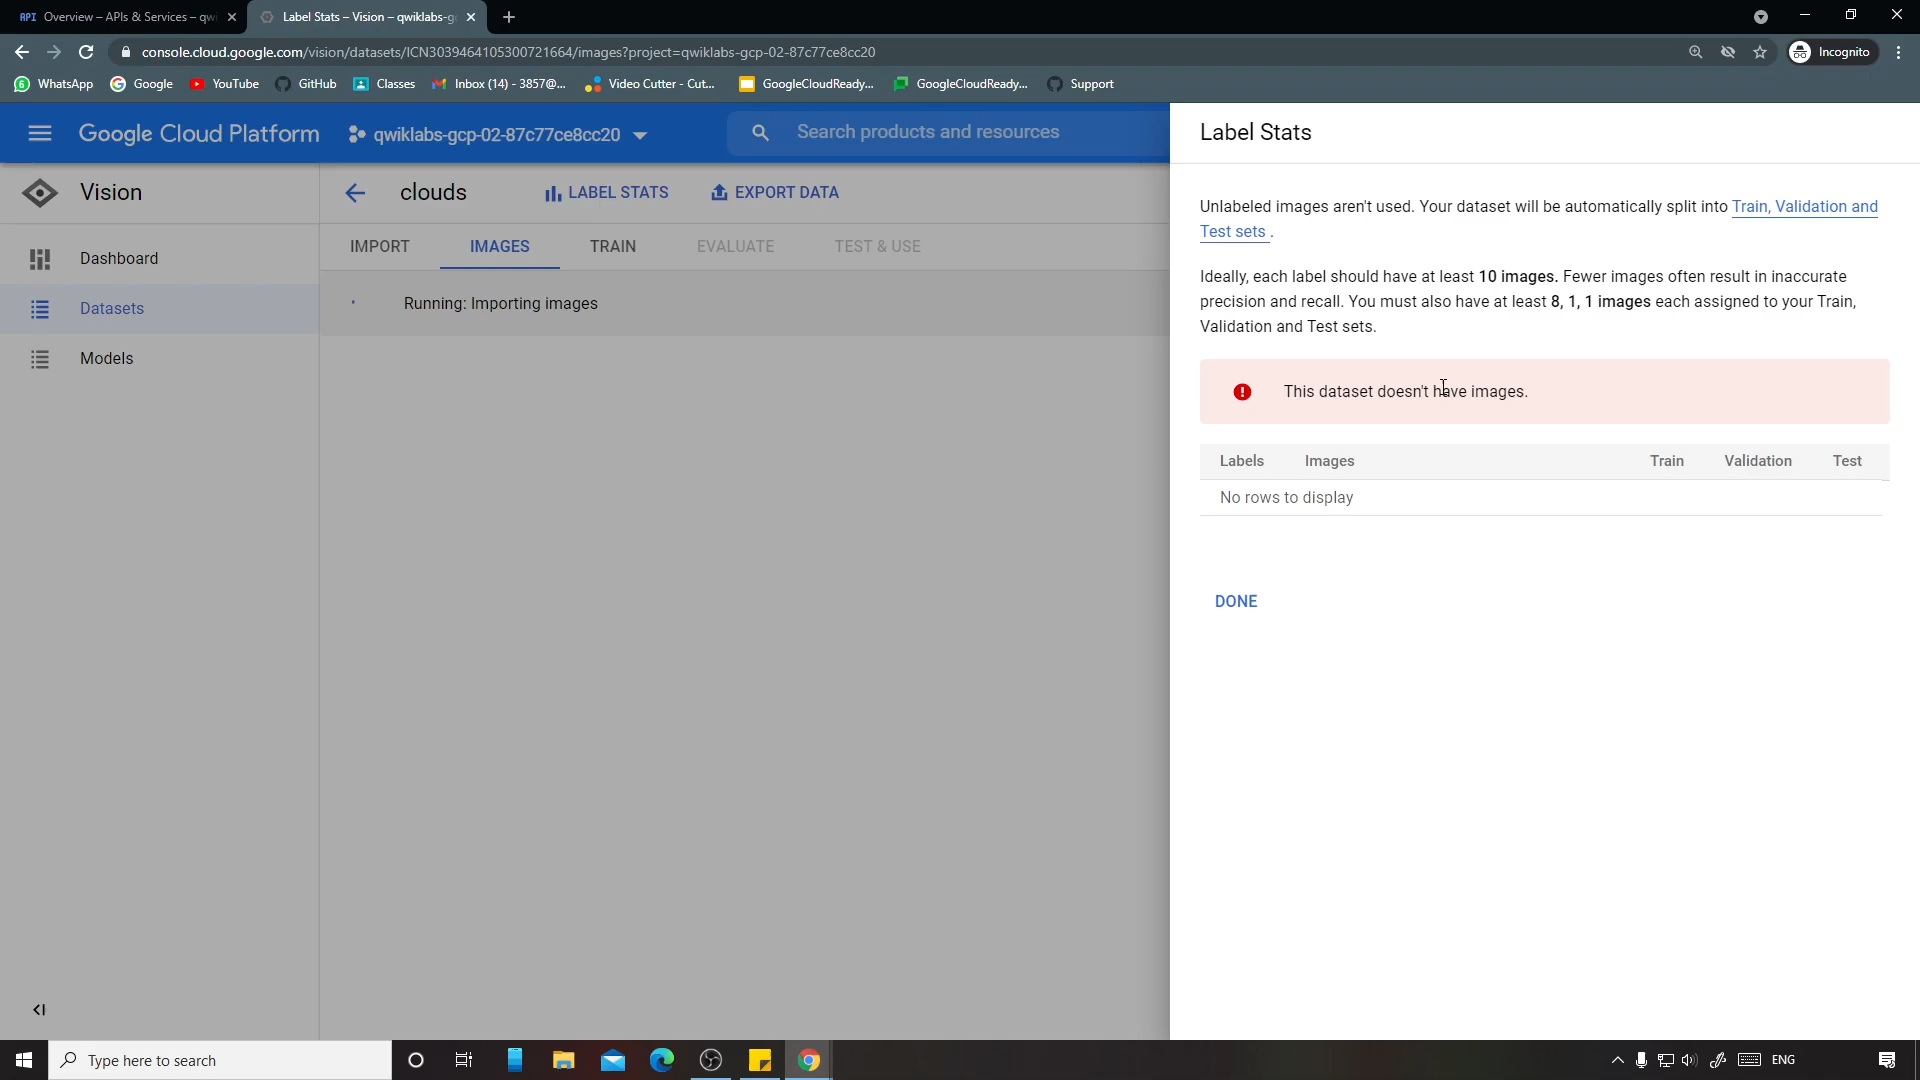 API Overview – APIs & Services – qw
Label Stats – Vision – qwiklabs-g
console.cloud.google.com/vision/datasets/ICN3039464105300721664/images?project=qwiklabs-gcp-02-87c77ce8cc20
Incognito
WhatsApp
Google
YouTube
GitHub
Classes
Inbox (14) - 3857@...
Video Cutter - Cut...
GoogleCloudReady...
GoogleCloudReady...
Support
Google Cloud Platform
qwiklabs-gcp-02-87c77ce8cc20
Search products and resources
Label Stats
Vision
clouds
LABEL STATS
EXPORT DATA
Dashboard
Datasets
Models
IMPORT
IMAGES
TRAIN
EVALUATE
TEST & USE
Running: Importing images
Unlabeled images aren't used. Your dataset will be automatically split into Train, Validation and
Test sets .
Ideally, each label should have at least 10 images. Fewer images often result in inaccurate
precision and recall. You must also have at least 8, 1, 1 images each assigned to your Train,
Validation and Test sets.
This dataset doesn't have images.
Labels Images Train Validation Test
No rows to display
DONE
Type here to search
ENG